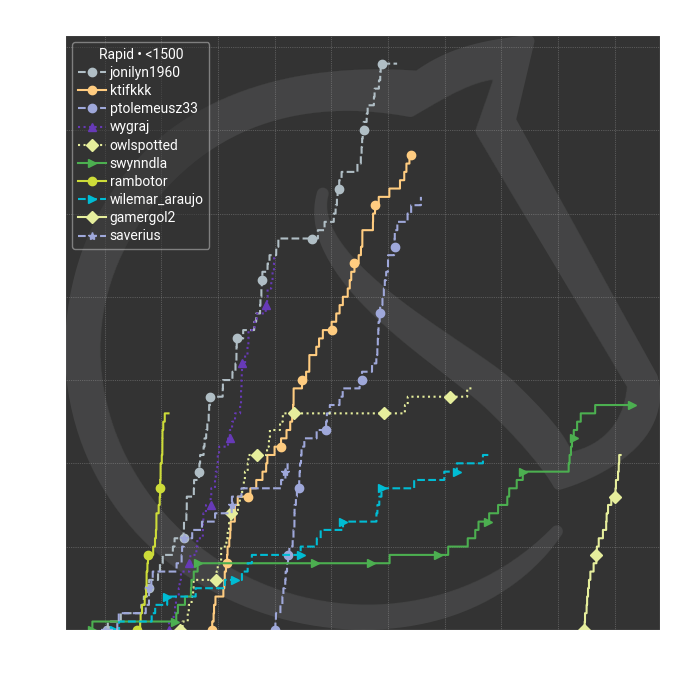 Rapid • <1500
jonilyn1960
ktifkkk
ptolemeusz33
wygraj
owlspotted
swynndla
rambotor
wilemar_araujo
gamergol2
saverius